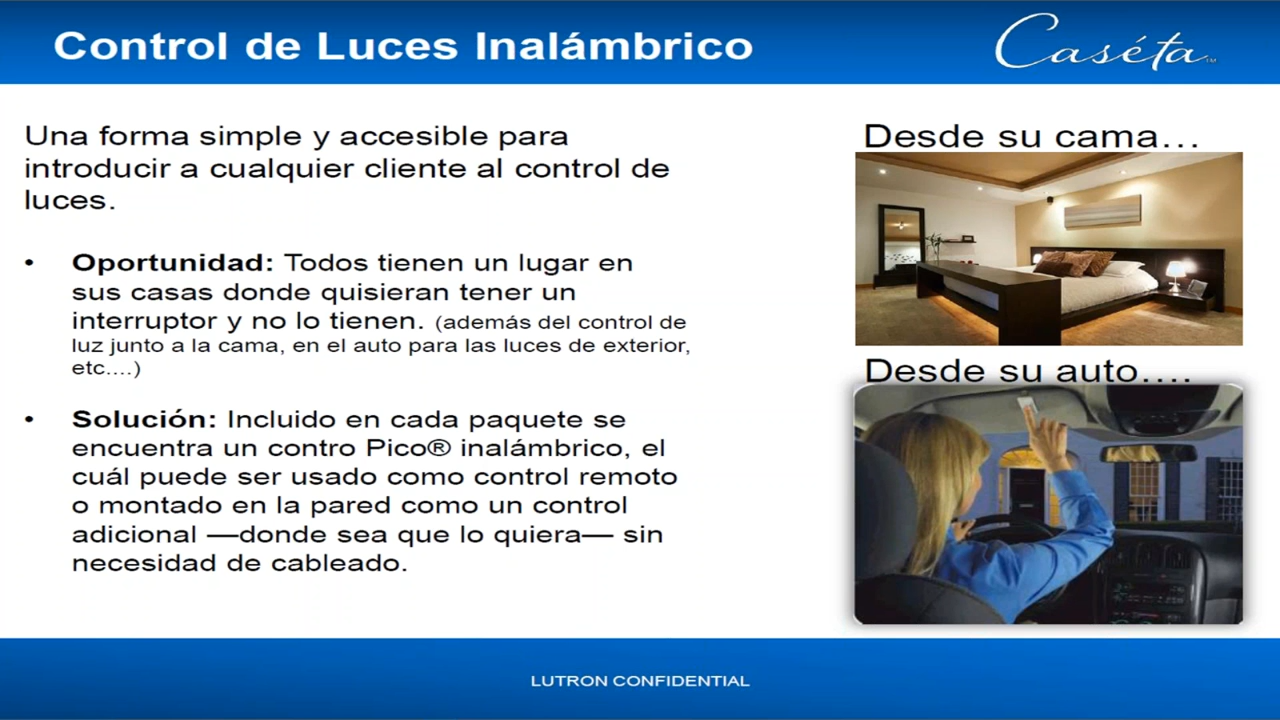 Control de Luces Inalámbrico
Caséta™
Una forma simple y accesible para
introducir a cualquier cliente al control de
luces.
• Oportunidad: Todos tienen un lugar en
sus casas donde quisieran tener un
interruptor y no lo tienen. (además del control de
luz junto a la cama, en el auto para las luces de exterior,
etc....)
• Solución: Incluido en cada paquete se
encuentra un contro Pico® inalámbrico, el
cuál puede ser usado como control remoto
o montado en la pared como un control
adicional —donde sea que lo quiera— sin
necesidad de cableado.
Desde su cama...
Desde su auto....
LUTRON CONFIDENTIAL